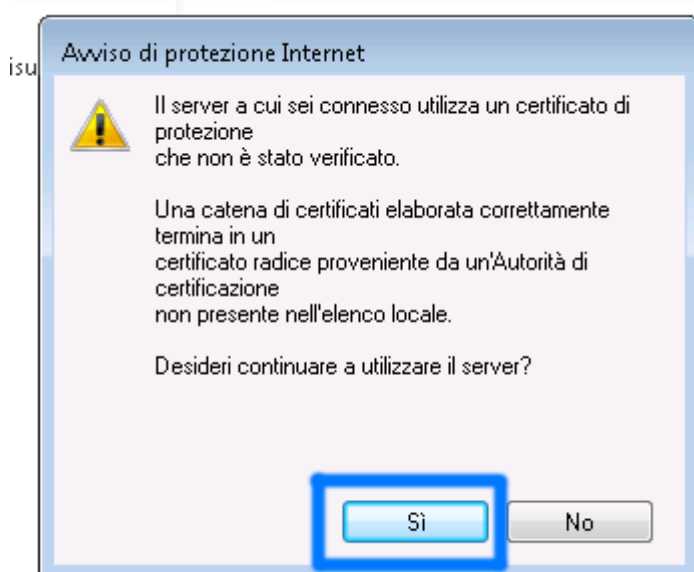 isu
Avviso di protezione Internet
Il server a cui sei connesso utilizza un certificato di
protezione
che non è stato verificato.
Una catena di certificati elaborata correttamente
termina in un
certificato radice proveniente da un'Autorità di
certificazione
non presente nell'elenco locale.
Desideri continuare a utilizzare il server?
Sì No